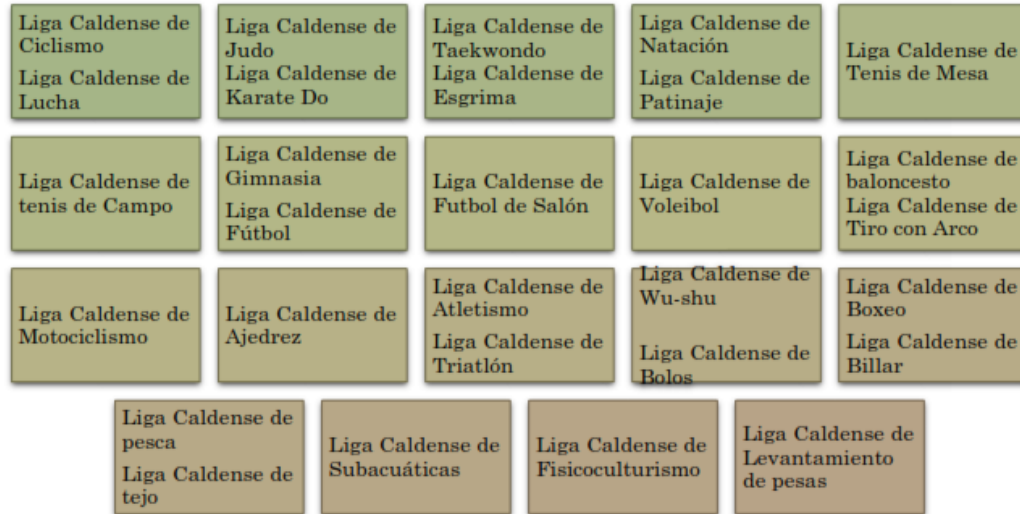 Liga Caldense de
Ciclismo
Liga Caldense de
Lucha
Liga Caldense de
Judo
Liga Caldense de
Karate Do
Liga Caldense de
Taekwondo
Liga Caldense de
Esgrima
Liga Caldense de
Natación
Liga Caldense de
Patinaje
Liga Caldense de
Tenis de Mesa
Liga Caldense de
tenis de Campo
Liga Caldense de
Gimnasia
Liga Caldense de
Fútbol
Liga Caldense de
Futbol de Salón
Liga Caldense de
Voleibol
Liga Caldense de
baloncesto
Liga Caldense de
Tiro con Arco
Liga Caldense de
Motociclismo
Liga Caldense de
Ajedrez
Liga Caldense de
Atletismo
Liga Caldense de
Triatlón
Liga Caldense de
Wu-shu
Liga Caldense de
Bolos
Liga Caldense de
Boxeo
Liga Caldense de
Billar
Liga Caldense de
pesca
Liga Caldense de
tejo
Liga Caldense de
Subacuáticas
Liga Caldense de
Fisicoculturismo
Liga Caldense de
Levantamiento
de pesas